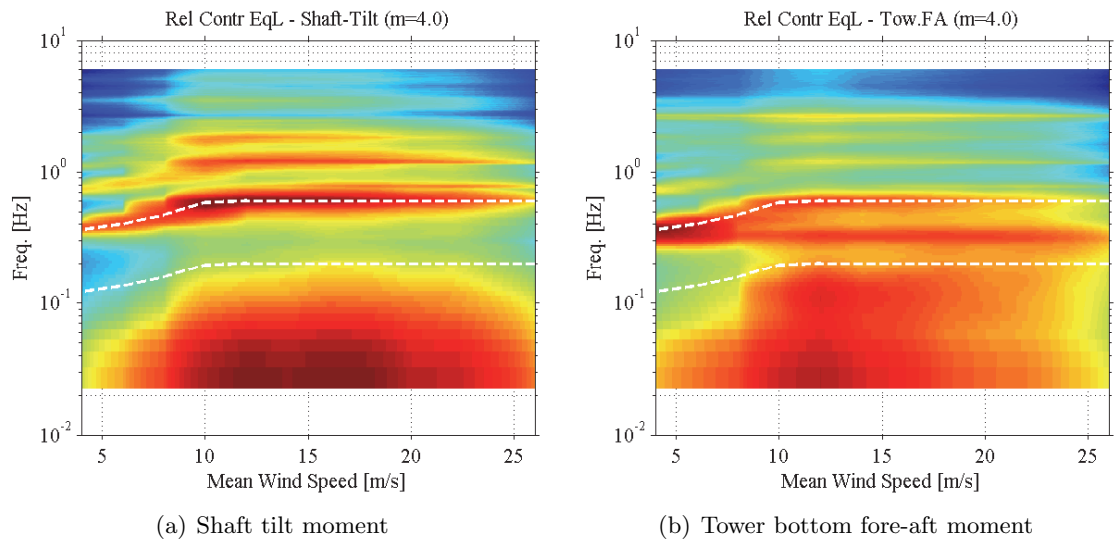 Rel Contr EqL - Shaft-Tilt (m=4.0)
10^1
10^0
10^-1
10^-2
Freq. [Hz]
5 10 15 20 25
Mean Wind Speed [m/s]
(a) Shaft tilt moment
Rel Contr EqL - Tow.FA (m=4.0)
10^1
10^0
10^-1
10^-2
Freq. [Hz]
5 10 15 20 25
Mean Wind Speed [m/s]
(b) Tower bottom fore-aft moment